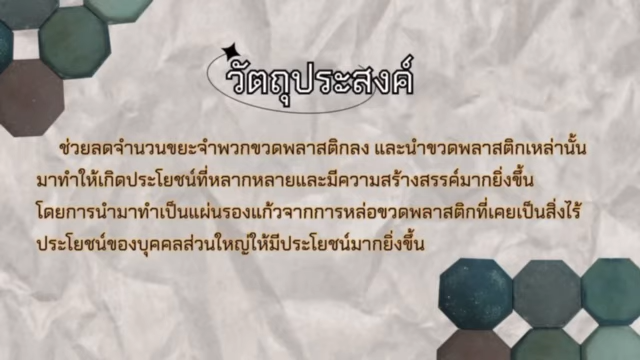 วัตถุประสงค์
ช่วยลดจำนวนขยะจำพวกขวดพลาสติกลง และนำขวดพลาสติกเหล่านั้น
มาทำให้เกิดประโยชน์ที่หลากหลายและมีความสร้างสรรค์มากยิ่งขึ้น
โดยการนำมาทำเป็นแผ่นรองแก้วจากการหล่อขวดพลาสติกที่เคยเป็นสิ่งไร้
ประโยชน์ของบุคคลส่วนใหญ่ให้มีประโยชน์มากยิ่งขึ้น